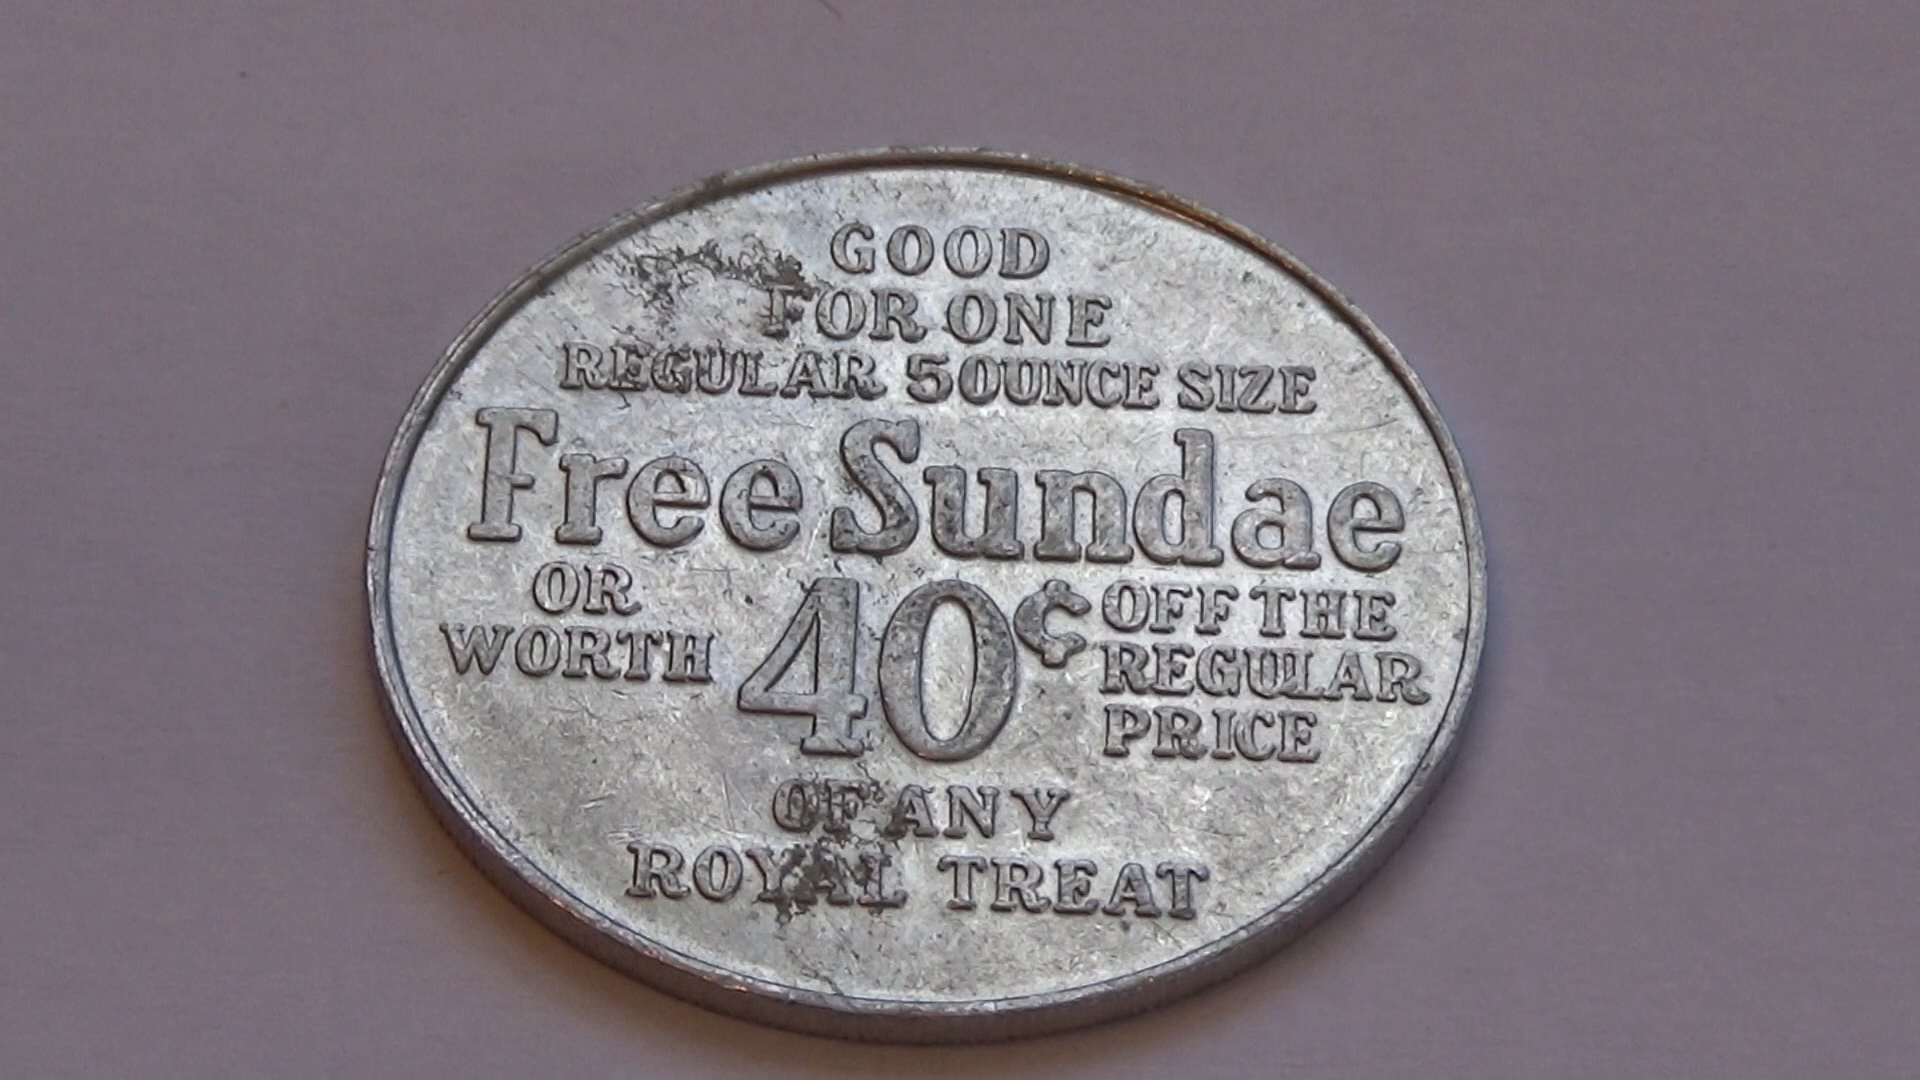 GOOD
FOR ONE
REGULAR 5 OUNCE SIZE
Free Sundae
OR
WORTH
40¢
OFF THE
REGULAR
PRICE
OF ANY
ROYAL TREAT